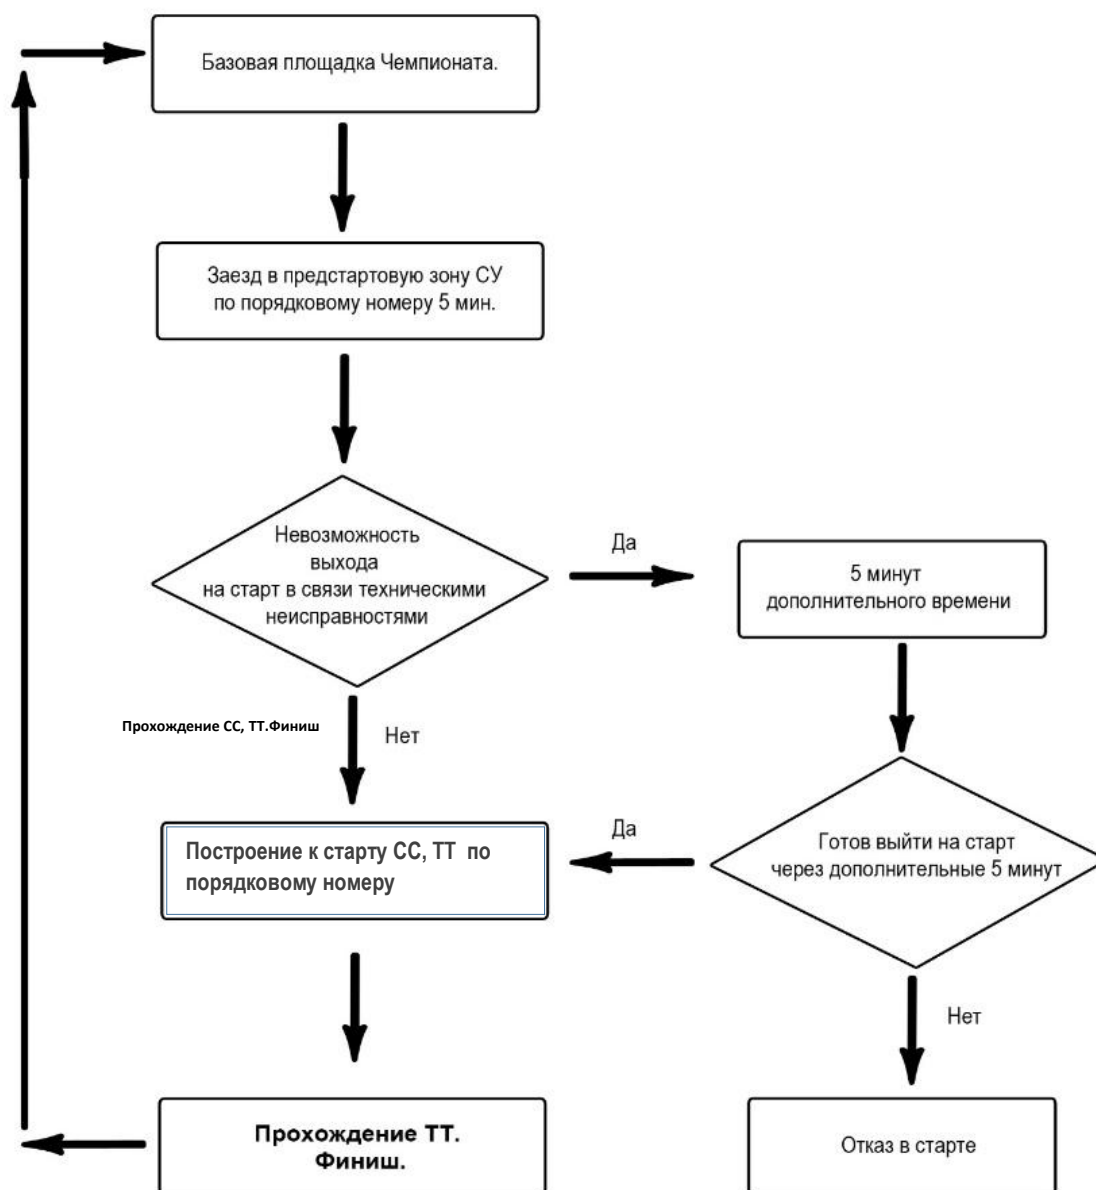 Базовая площадка Чемпионата.
Заезд в предстартовую зону СУ
по порядковому номеру 5 мин.
Невозможность
выхода
на старт в связи техническими
неисправностями
Да
5 минут
дополнительного времени
Прохождение СС, ТТ.Финиш
Нет
Построение к старту СС, ТТ по
порядковому номеру
Да
Готов выйти на старт
через дополнительные 5 минут
Нет
Прохождение ТТ.
Финиш.
Отказ в старте